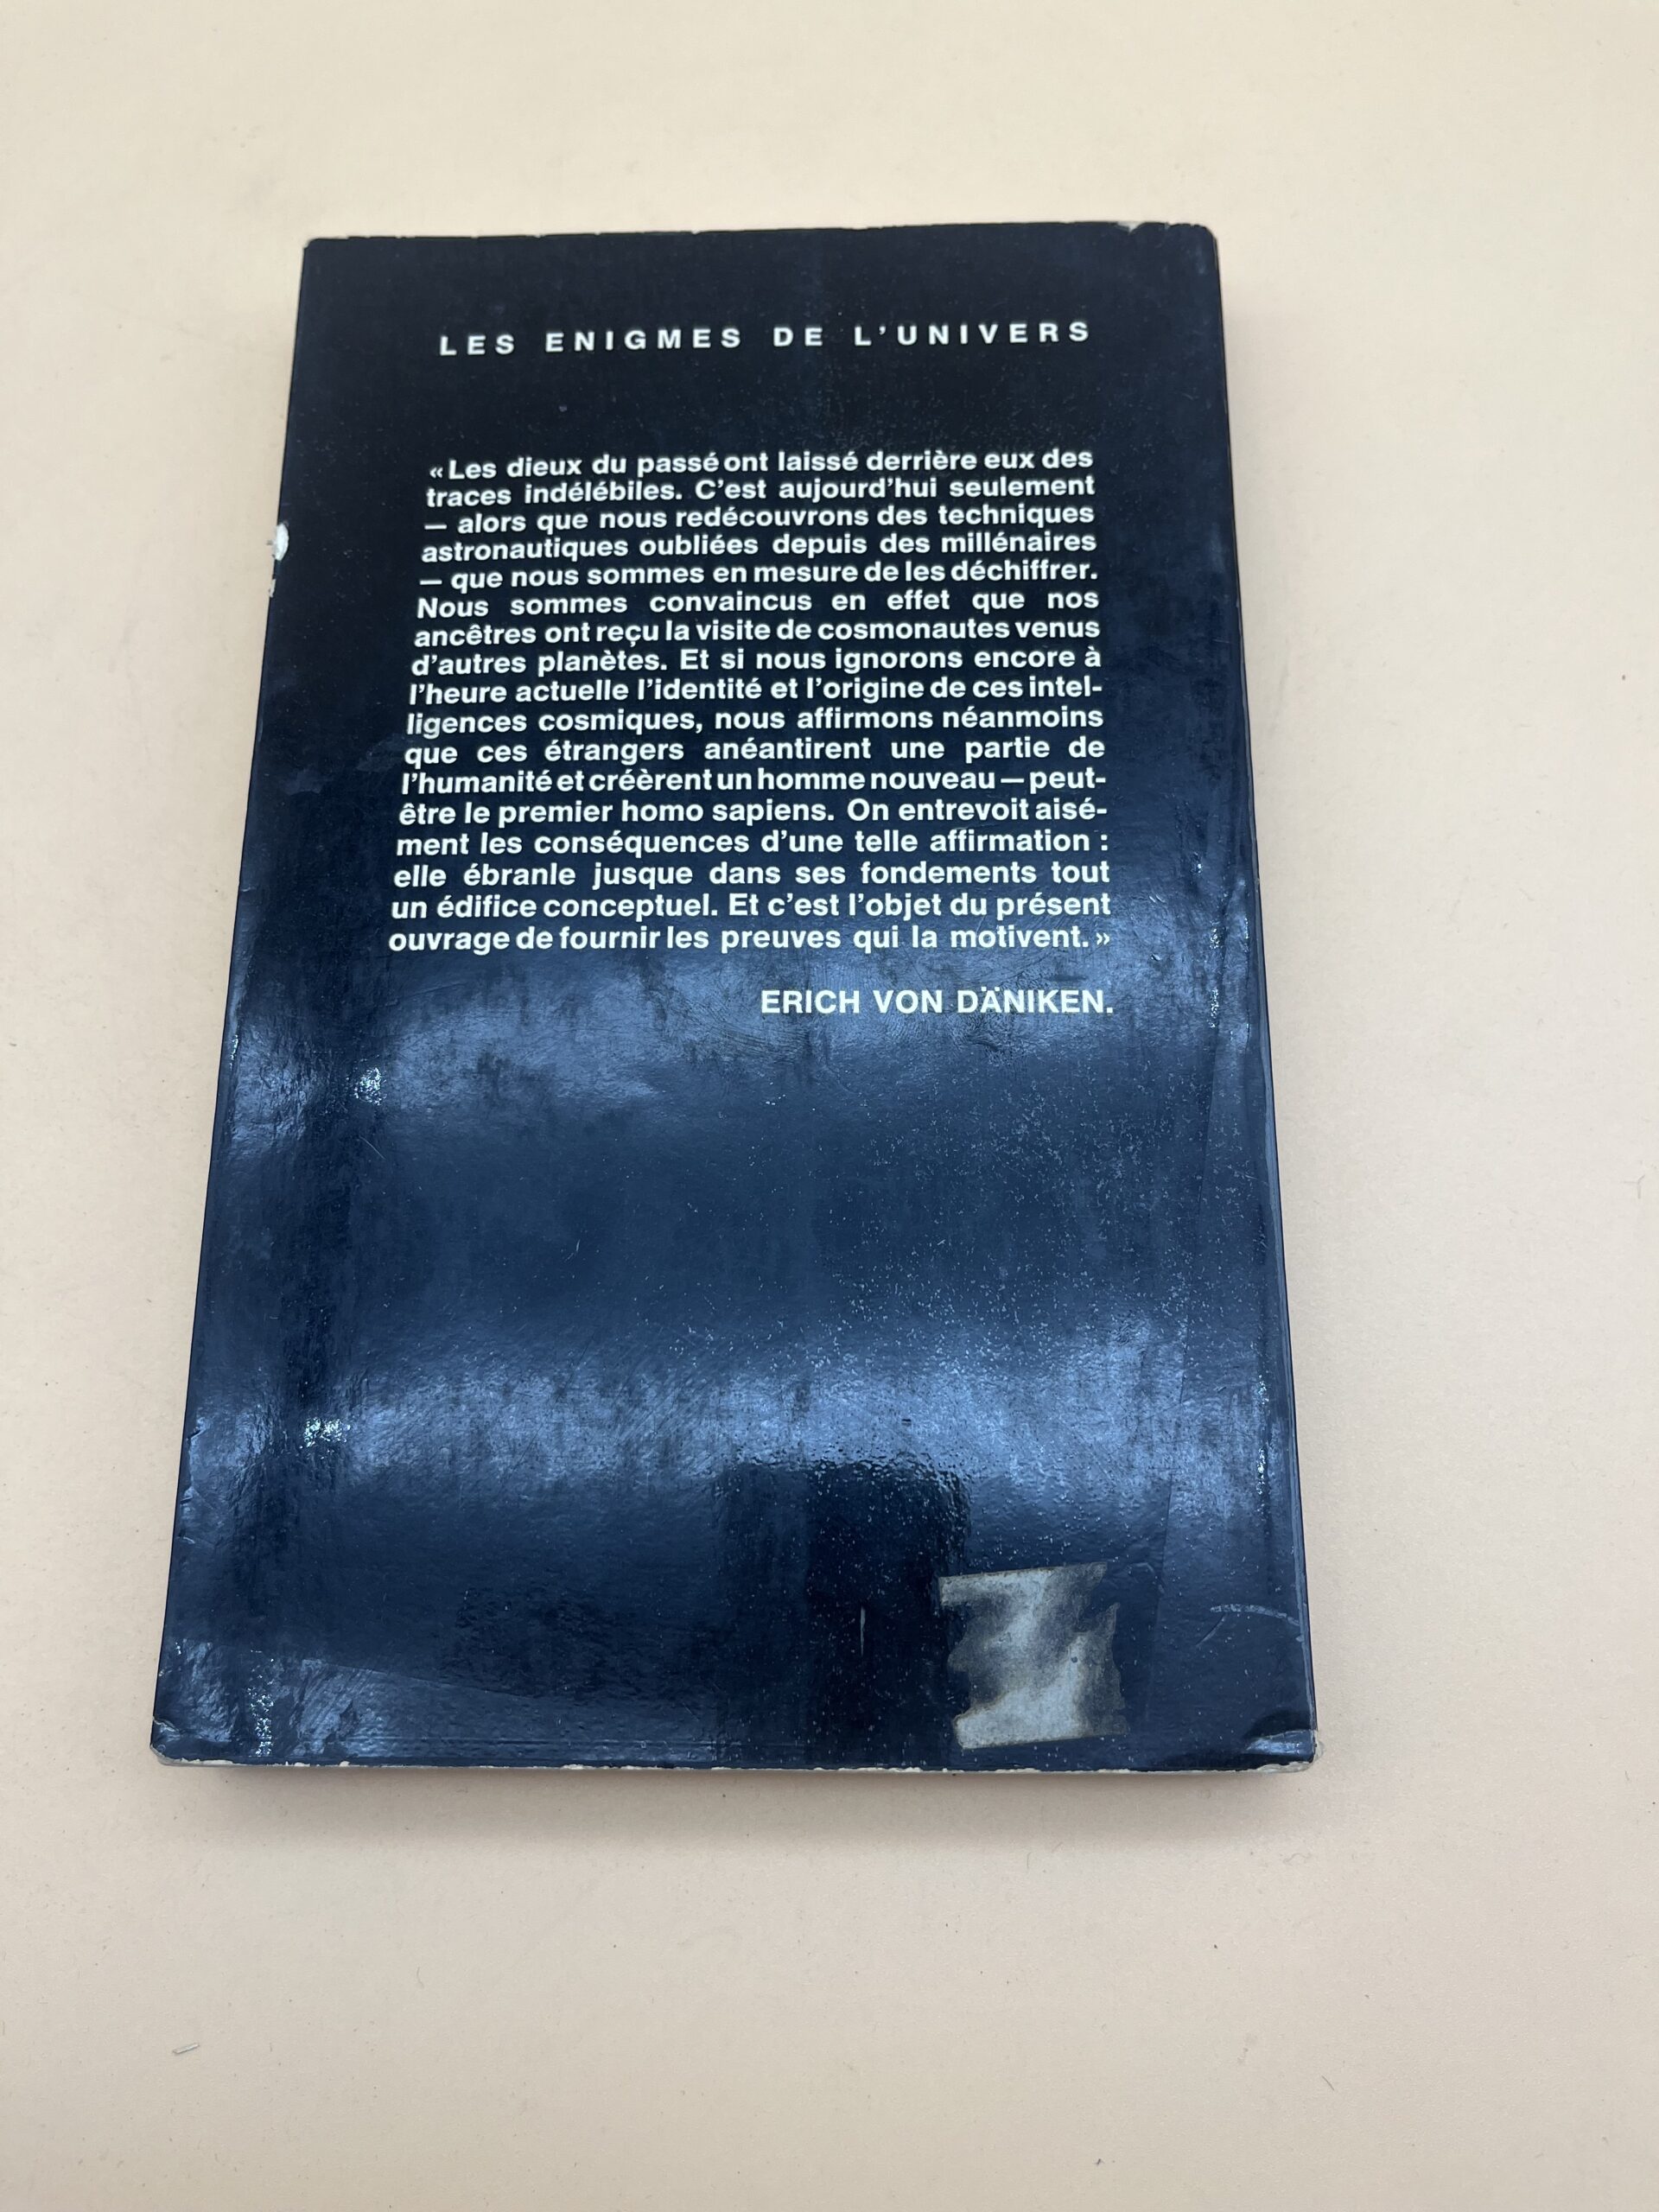 LES ENIGMES DE L'UNIVERS
« Les dieux du passé ont laissé derrière eux des
traces indélébiles. C'est aujourd'hui seulement
— alors que nous redécouvrons des techniques
astronautiques oubliées depuis des millénaires
— que nous sommes en mesure de les déchiffrer.
Nous sommes convaincus en effet que nos
ancêtres ont reçu la visite de cosmonautes venus
d'autres planètes. Et si nous ignorons encore à
l'heure actuelle l'identité et l'origine de ces intel-
ligences cosmiques, nous affirmons néanmoins
que ces étrangers anéantirent une partie de
l'humanité et créèrent un homme nouveau — peut-
être le premier homo sapiens. On entrevoit aisé-
ment les conséquences d'une telle affirmation :
elle ébranle jusque dans ses fondements tout
un édifice conceptuel. Et c'est l'objet du présent
ouvrage de fournir les preuves qui la motivent. »
ERICH VON DÄNIKEN.